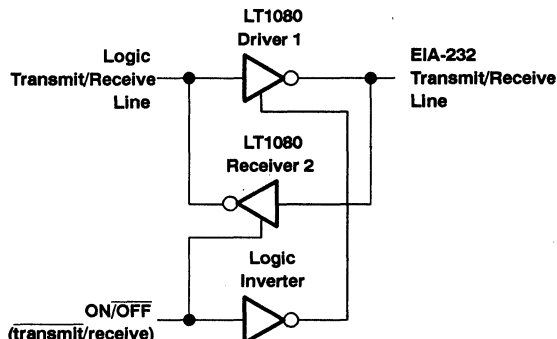 LT1080
Driver 1
Logic
Transmit/Receive
Line
EIA-232
Transmit/Receive
Line
LT1080
Receiver 2
Logic
Inverter
ON/OFF
(transmit/receive)